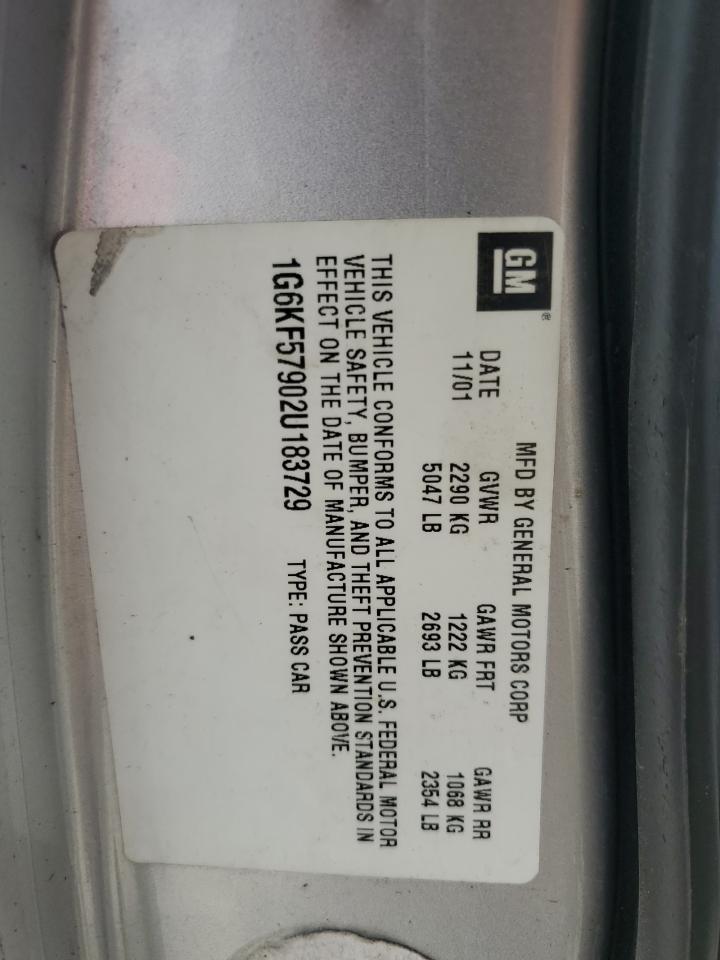 GM®
MFD BY GENERAL MOTORS CORP
DATE GVWR GAWR FRT GAWR RR
11/01 2290 KG 1222 KG 1068 KG
5047 LB 2693 LB 2354 LB
THIS VEHICLE CONFORMS TO ALL APPLICABLE U.S. FEDERAL MOTOR
VEHICLE SAFETY, BUMPER, AND THEFT PREVENTION STANDARDS IN
EFFECT ON THE DATE OF MANUFACTURE SHOWN ABOVE.
1G6KF57902U183729 TYPE: PASS CAR